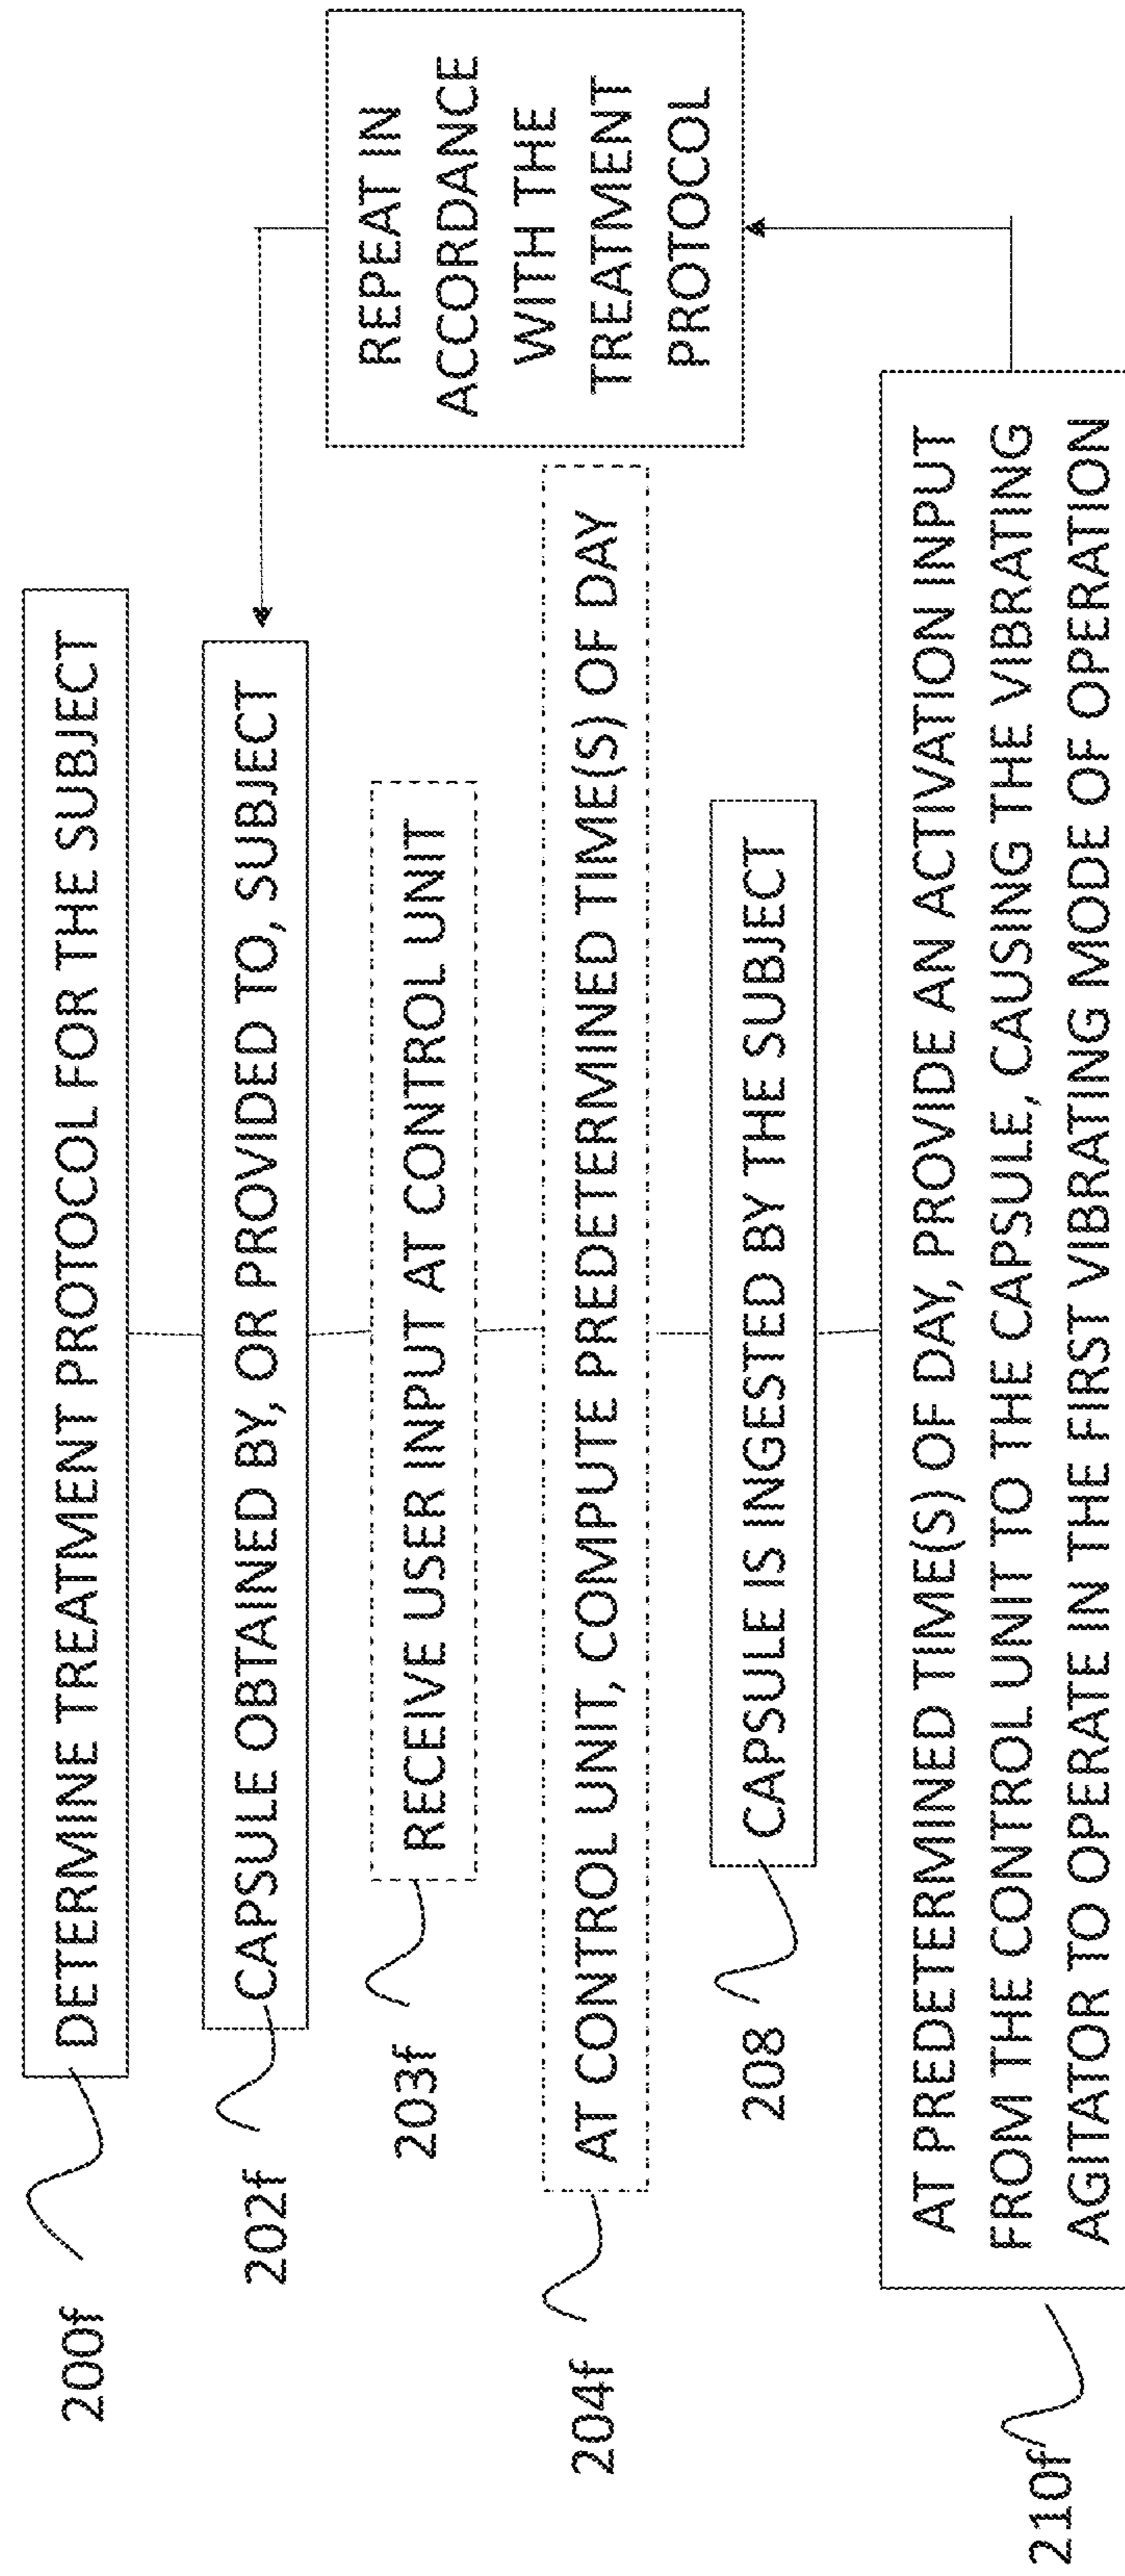 200f
DETERMINE TREATMENT PROTOCOL FOR THE SUBJECT
202f
CAPSULE OBTAINED BY, OR PROVIDED TO, SUBJECT
203f
RECEIVE USER INPUT AT CONTROL UNIT
204f
AT CONTROL UNIT, COMPUTE PREDETERMINED TIME(S) OF DAY
208
CAPSULE IS INGESTED BY THE SUBJECT
210f
AT PREDETERMINED TIME(S) OF DAY, PROVIDE AN ACTIVATION INPUT
FROM THE CONTROL UNIT TO THE CAPSULE, CAUSING THE VIBRATING
AGITATOR TO OPERATE IN THE FIRST VIBRATING MODE OF OPERATION
REPEAT IN
ACCORDANCE
WITH THE
TREATMENT
PROTOCOL